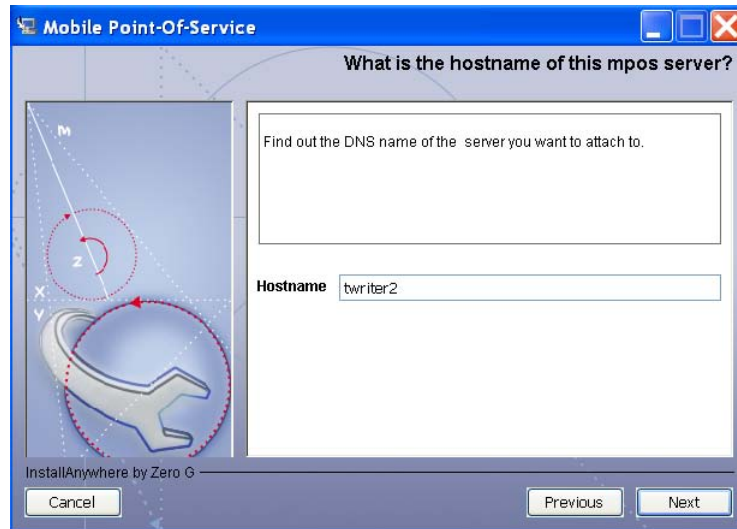 Mobile Point-Of-Service
What is the hostname of this mpos server?
M
Z
X
Y
Find out the DNS name of the server you want to attach to.
Hostname twriter2
InstallAnywhere by Zero G
Cancel Previous Next